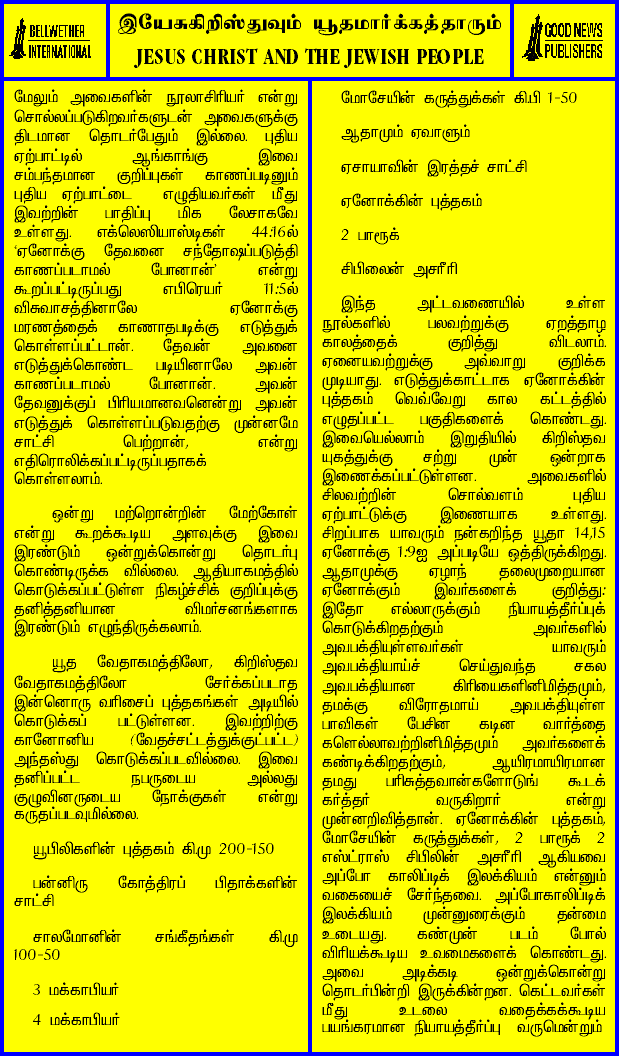 BELLWETHER
INTERNATIONAL
இயேசுகிறிஸ்துவும் யூதமார்க்கத்தாரும்
JESUS CHRIST AND THE JEWISH PEOPLE
GOOD NEWS
PUBLISHERS
மேலும் அவைகளின் நூலாசிரியர் என்று
சொல்லப்படுகிறவர்களுடன் அவைகளுக்கு
திடமான தொடர்பேதும் இல்லை. புதிய
ஏற்பாட்டில் ஆங்காங்கு இவை
சம்பந்தமான குறிப்புகள் காணப்படினும்
புதிய ஏற்பாட்டை எழுதியவர்கள் மீது
இவற்றின் பாதிப்பு மிக லேசாகவே
உள்ளது. எக்லெஸியாஸ்டிகள் 44:16ல்
'ஏனோக்கு தேவனை சந்தோஷப்படுத்தி
காணப்படாமல் போனான்' என்று
கூறப்பட்டிருப்பது எபிரெயர் 11:5ல்
விசுவாசத்தினாலே ஏனோக்கு
மரணத்தைக் காணாதபடிக்கு எடுத்துக்
கொள்ளப்பட்டான். தேவன் அவனை
எடுத்துக்கொண்ட படியினாலே அவன்
காணப்படாமல் போனான். அவன்
தேவனுக்குப் பிரியமானவனென்று அவன்
எடுத்துக் கொள்ளப்படுவதற்கு முன்னமே
சாட்சி பெற்றான், என்று
எதிரொலிக்கப்பட்டிருப்பதாகக்
கொள்ளலாம்.
ஒன்று மற்றொன்றின் மேற்கோள்
என்று கூறக்கூடிய அளவுக்கு இவை
இரண்டும் ஒன்றுக்கொன்று தொடர்பு
கொண்டிருக்க வில்லை. ஆதியாகமத்தில்
கொடுக்கப்பட்டுள்ள நிகழ்ச்சிக் குறிப்புக்கு
தனித்தனியான விமர்சனங்களாக
இரண்டும் எழுந்திருக்கலாம்.
யூத வேதாகமத்திலோ, கிறிஸ்தவ
வேதாகமத்திலோ சேர்க்கப்படாத
இன்னொரு வரிசைப் புத்தகங்கள் அடியில்
கொடுக்கப் பட்டுள்ளன. இவற்றிற்கு
கானோனிய (வேதச்சட்டத்துக்குட்பட்ட)
அந்தஸ்து கொடுக்கப்படவில்லை. இவை
தனிப்பட்ட நபருடைய அல்லது
குழுவினருடைய நோக்குகள் என்று
கருதப்படவுமில்லை.
யூபிலிகளின் புத்தகம் கி.மு 200-150
பன்னிரு கோத்திரப் பிதாக்களின்
சாட்சி
சாலமோனின் சங்கீதங்கள் கி.மு
100-50
3 மக்காபியர்
4 மக்காபியர்
மோசேயின் கருத்துக்கள் கி.பி 1-50
ஆதாமும் ஏவாளும்
ஏசாயாவின் இரத்தச் சாட்சி
ஏனோக்கின் புத்தகம்
2 பாரூக்
சிபிலைன் அசரீரி
இந்த அட்டவணையில் உள்ள
நூல்களில் பலவற்றுக்கு ஏறத்தாழ
காலத்தைக் குறித்து விடலாம்.
ஏனையவற்றுக்கு அவ்வாறு குறிக்க
முடியாது. எடுத்துக்காட்டாக ஏனோக்கின்
புத்தகம் வெவ்வேறு கால கட்டத்தில்
எழுதப்பட்ட பகுதிகளைக் கொண்டது.
இவையெல்லாம் இறுதியில் கிறிஸ்தவ
யுகத்துக்கு சற்று முன் ஒன்றாக
இணைக்கப்பட்டுள்ளன. அவைகளில்
சிலவற்றின் சொல்வளம் புதிய
ஏற்பாட்டுக்கு இணையாக உள்ளது.
சிறப்பாக யாவரும் நன்கறிந்த யூதா 14,15
ஏனோக்கு 1:9ஐ அப்படியே ஒத்திருக்கிறது.
ஆதாமுக்கு ஏழாந் தலைமுறையான
ஏனோக்கும் இவர்களைக் குறித்து:
இதோ எல்லாருக்கும் நியாயத்தீர்ப்புக்
கொடுக்கிறதற்கும் அவர்களில்
அவபக்தியுள்ளவர்கள் யாவரும்
அவபக்தியாய்ச் செய்துவந்த சகல
அவபக்தியான கிரியைகளினிமித்தமும்,
தமக்கு விரோதமாய் அவபக்தியுள்ள
பாவிகள் பேசின கடின வார்த்தை
களெல்லாவற்றினிமித்தமும் அவர்களைக்
கண்டிக்கிறதற்கும், ஆயிரமாயிரமான
தமது பரிசுத்தவான்களோடுங் கூடக்
கர்த்தர் வருகிறார் என்று
முன்னறிவித்தான். ஏனோக்கின் புத்தகம்,
மோசேயின் கருத்துக்கள், 2 பாரூக் 2
எஸ்ட்ராஸ் சிபிலின் அசரீரி ஆகியவை
அப்போ காலிப்டிக் இலக்கியம் என்னும்
வகையைச் சேர்ந்தவை. அப்போகாலிப்டிக்
இலக்கியம் முன்னுரைக்கும் தன்மை
உடையது. கண்முன் படம் போல்
விரியக்கூடிய உவமைகளைக் கொண்டது.
அவை அடிக்கடி ஒன்றுக்கொன்று
தொடர்பின்றி இருக்கின்றன. கெட்டவர்கள்
மீது உடலை வதைக்கக்கூடிய
பயங்கரமான நியாயத்தீர்ப்பு வருமென்றும்